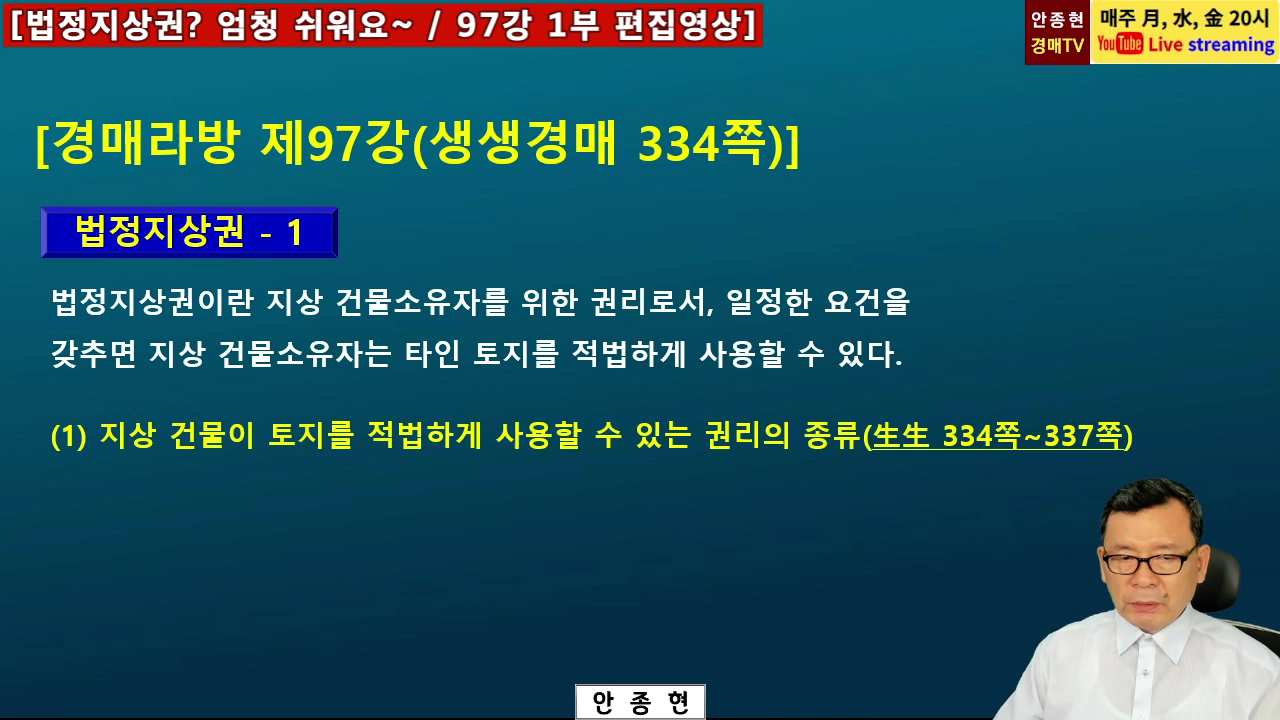 [법정지상권? 엄청 쉬워요~ / 97강 1부 편집영상]
안종현
경매TV
매주 月, 水, 金 20시
YouTube Live streaming
[경매라방 제97강(생생경매 334쪽)]
법정지상권 - 1
법정지상권이란 지상 건물소유자를 위한 권리로서, 일정한 요건을
갖추면 지상 건물소유자는 타인 토지를 적법하게 사용할 수 있다.
(1) 지상 건물이 토지를 적법하게 사용할 수 있는 권리의 종류(生生 334쪽~337쪽)
안 종 현